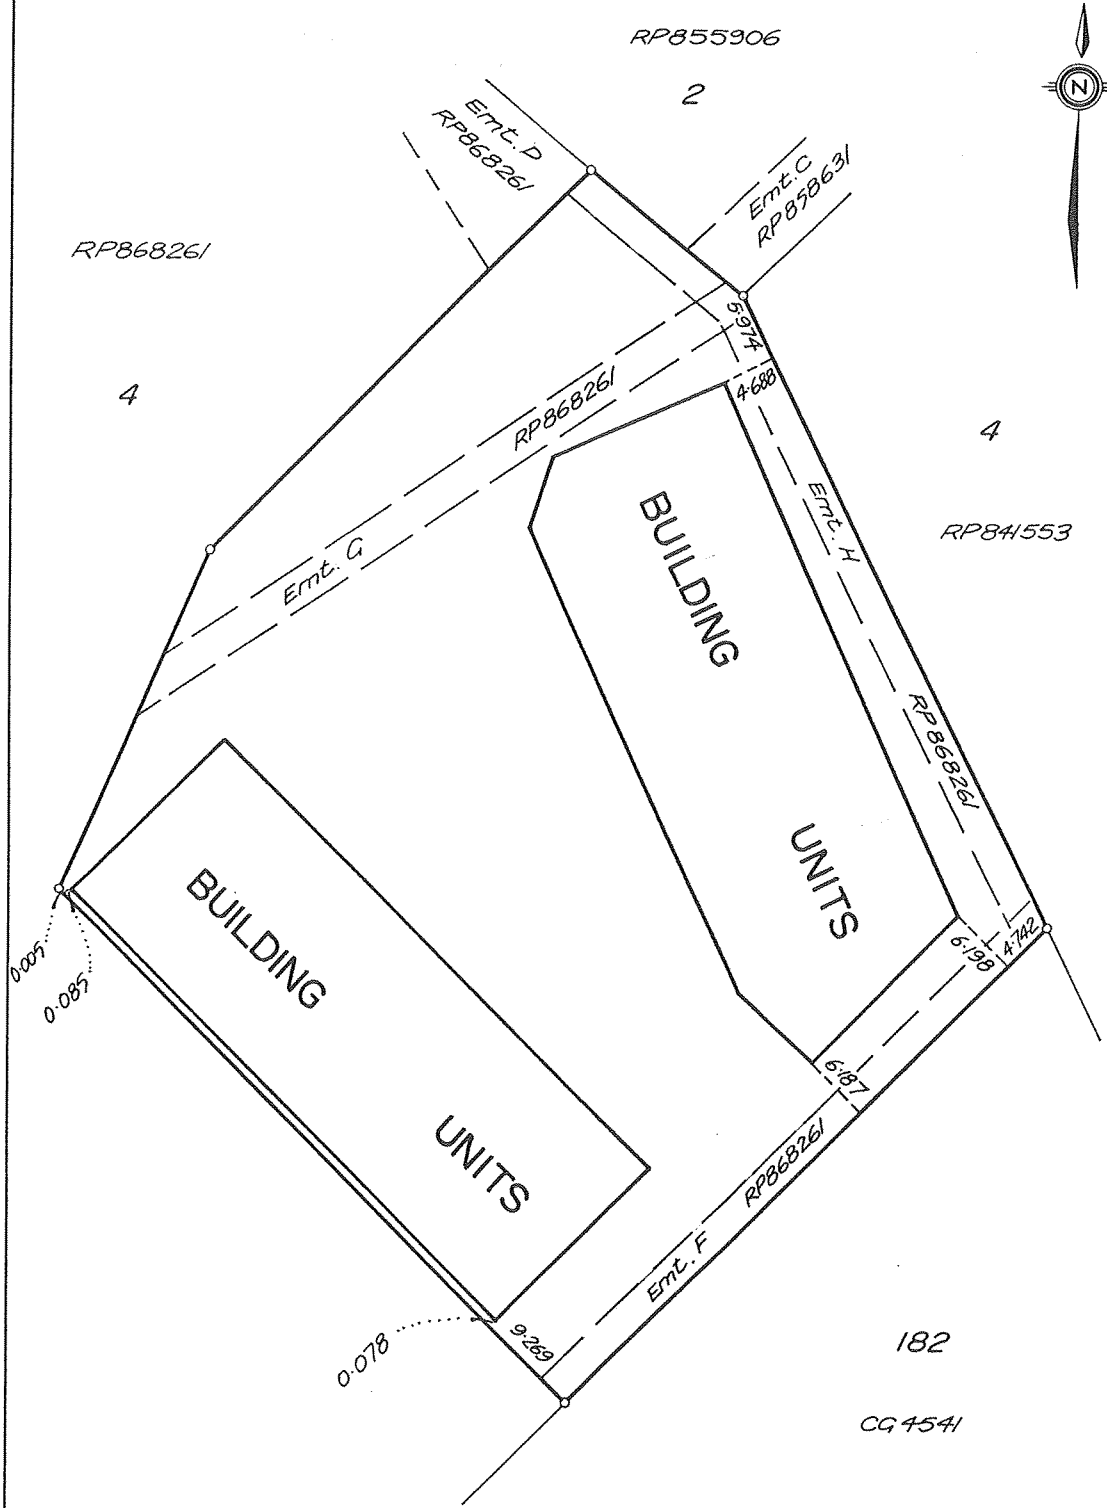 RP855906
2
N
Emt. D
RP868261
Emt. C
RP858631
RP868261
5·974
4
4·688
RP868261
4
Emt. H
BUILDING
RP841553
Emt. G
RP868261
UNITS
BUILDING
6·198
4·742
0·005
0·085
6·187
UNITS
RP868261
Emt. F
0·078
9·269
182
CG4541